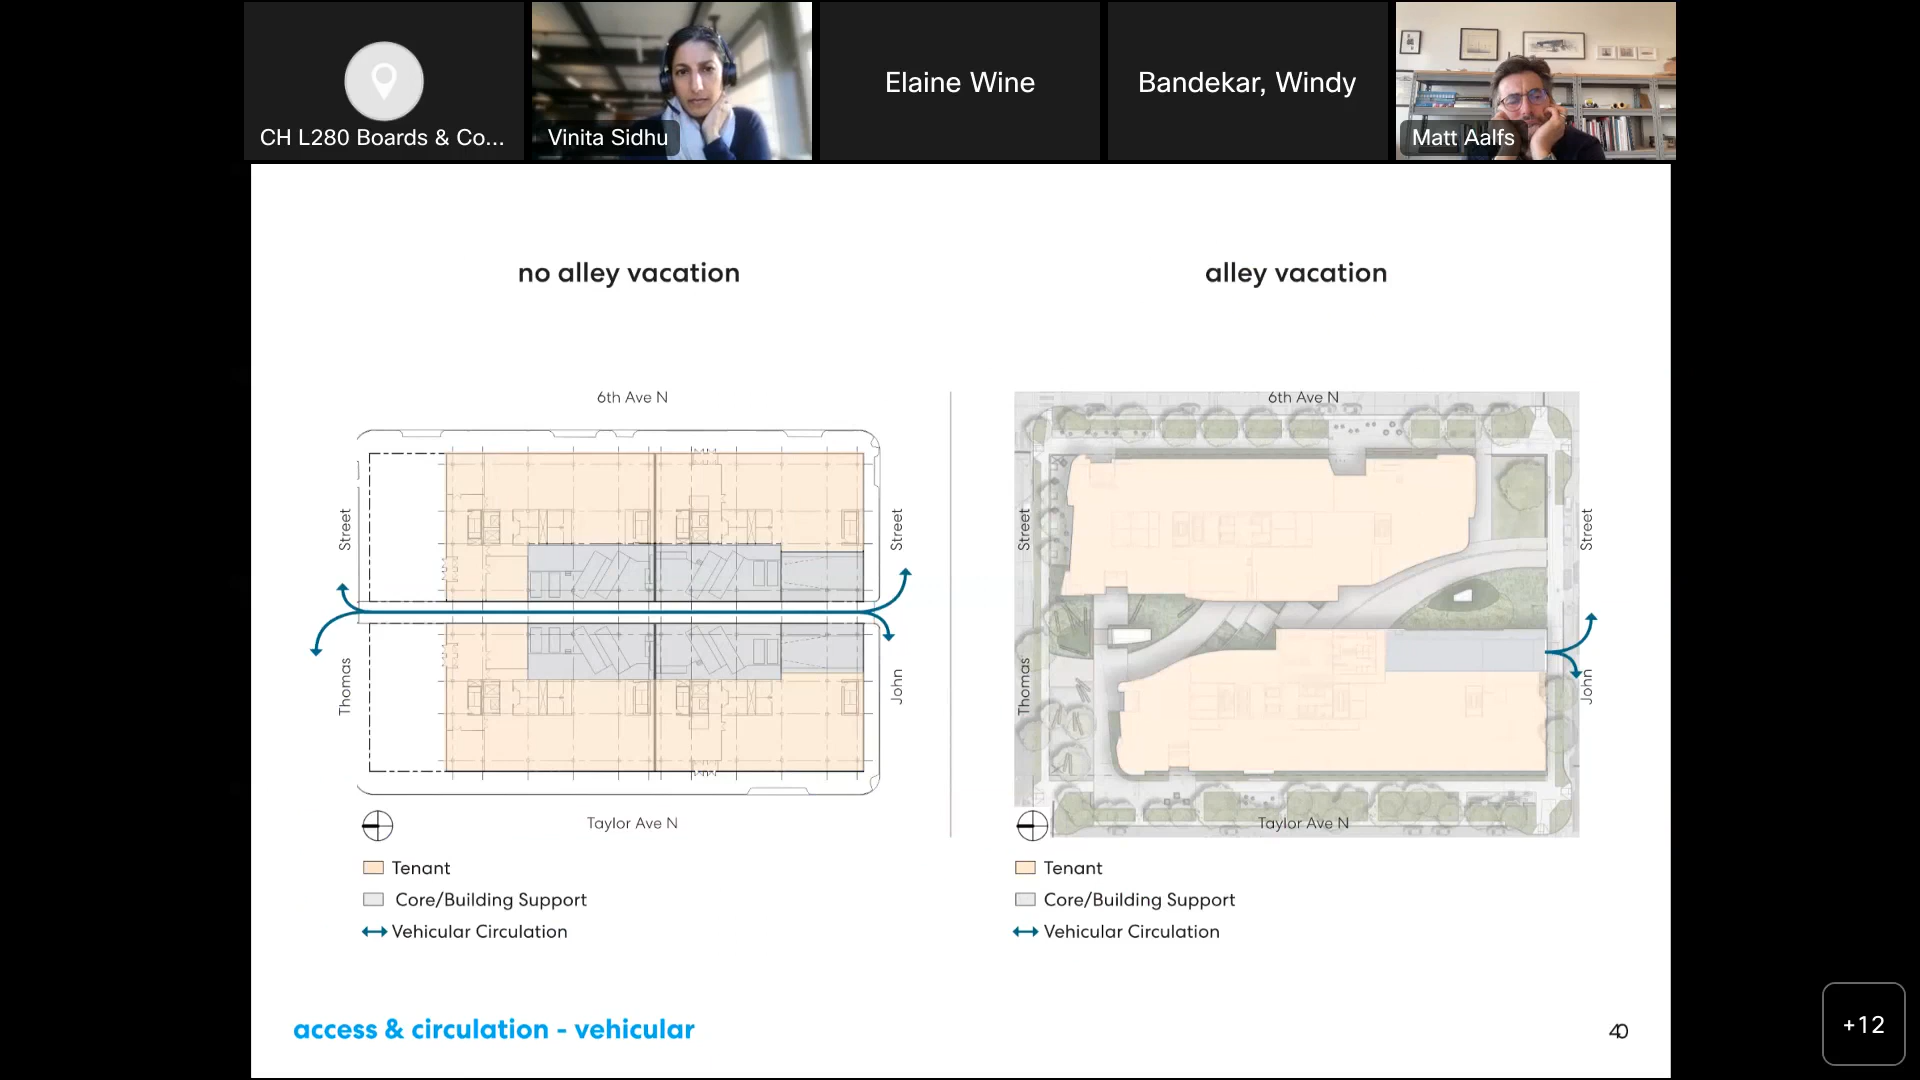 CH L280 Boards & Co...
Vinita Sidhu
Elaine Wine
Bandekar, Windy
Matt Aalfs
no alley vacation
alley vacation
6th Ave N
Street
Thomas
Street
John
Taylor Ave N
6th Ave N
Street
Thomas
Street
John
Taylor Ave N
Tenant
Core/Building Support
Vehicular Circulation
Tenant
Core/Building Support
Vehicular Circulation
access & circulation - vehicular
40
+12